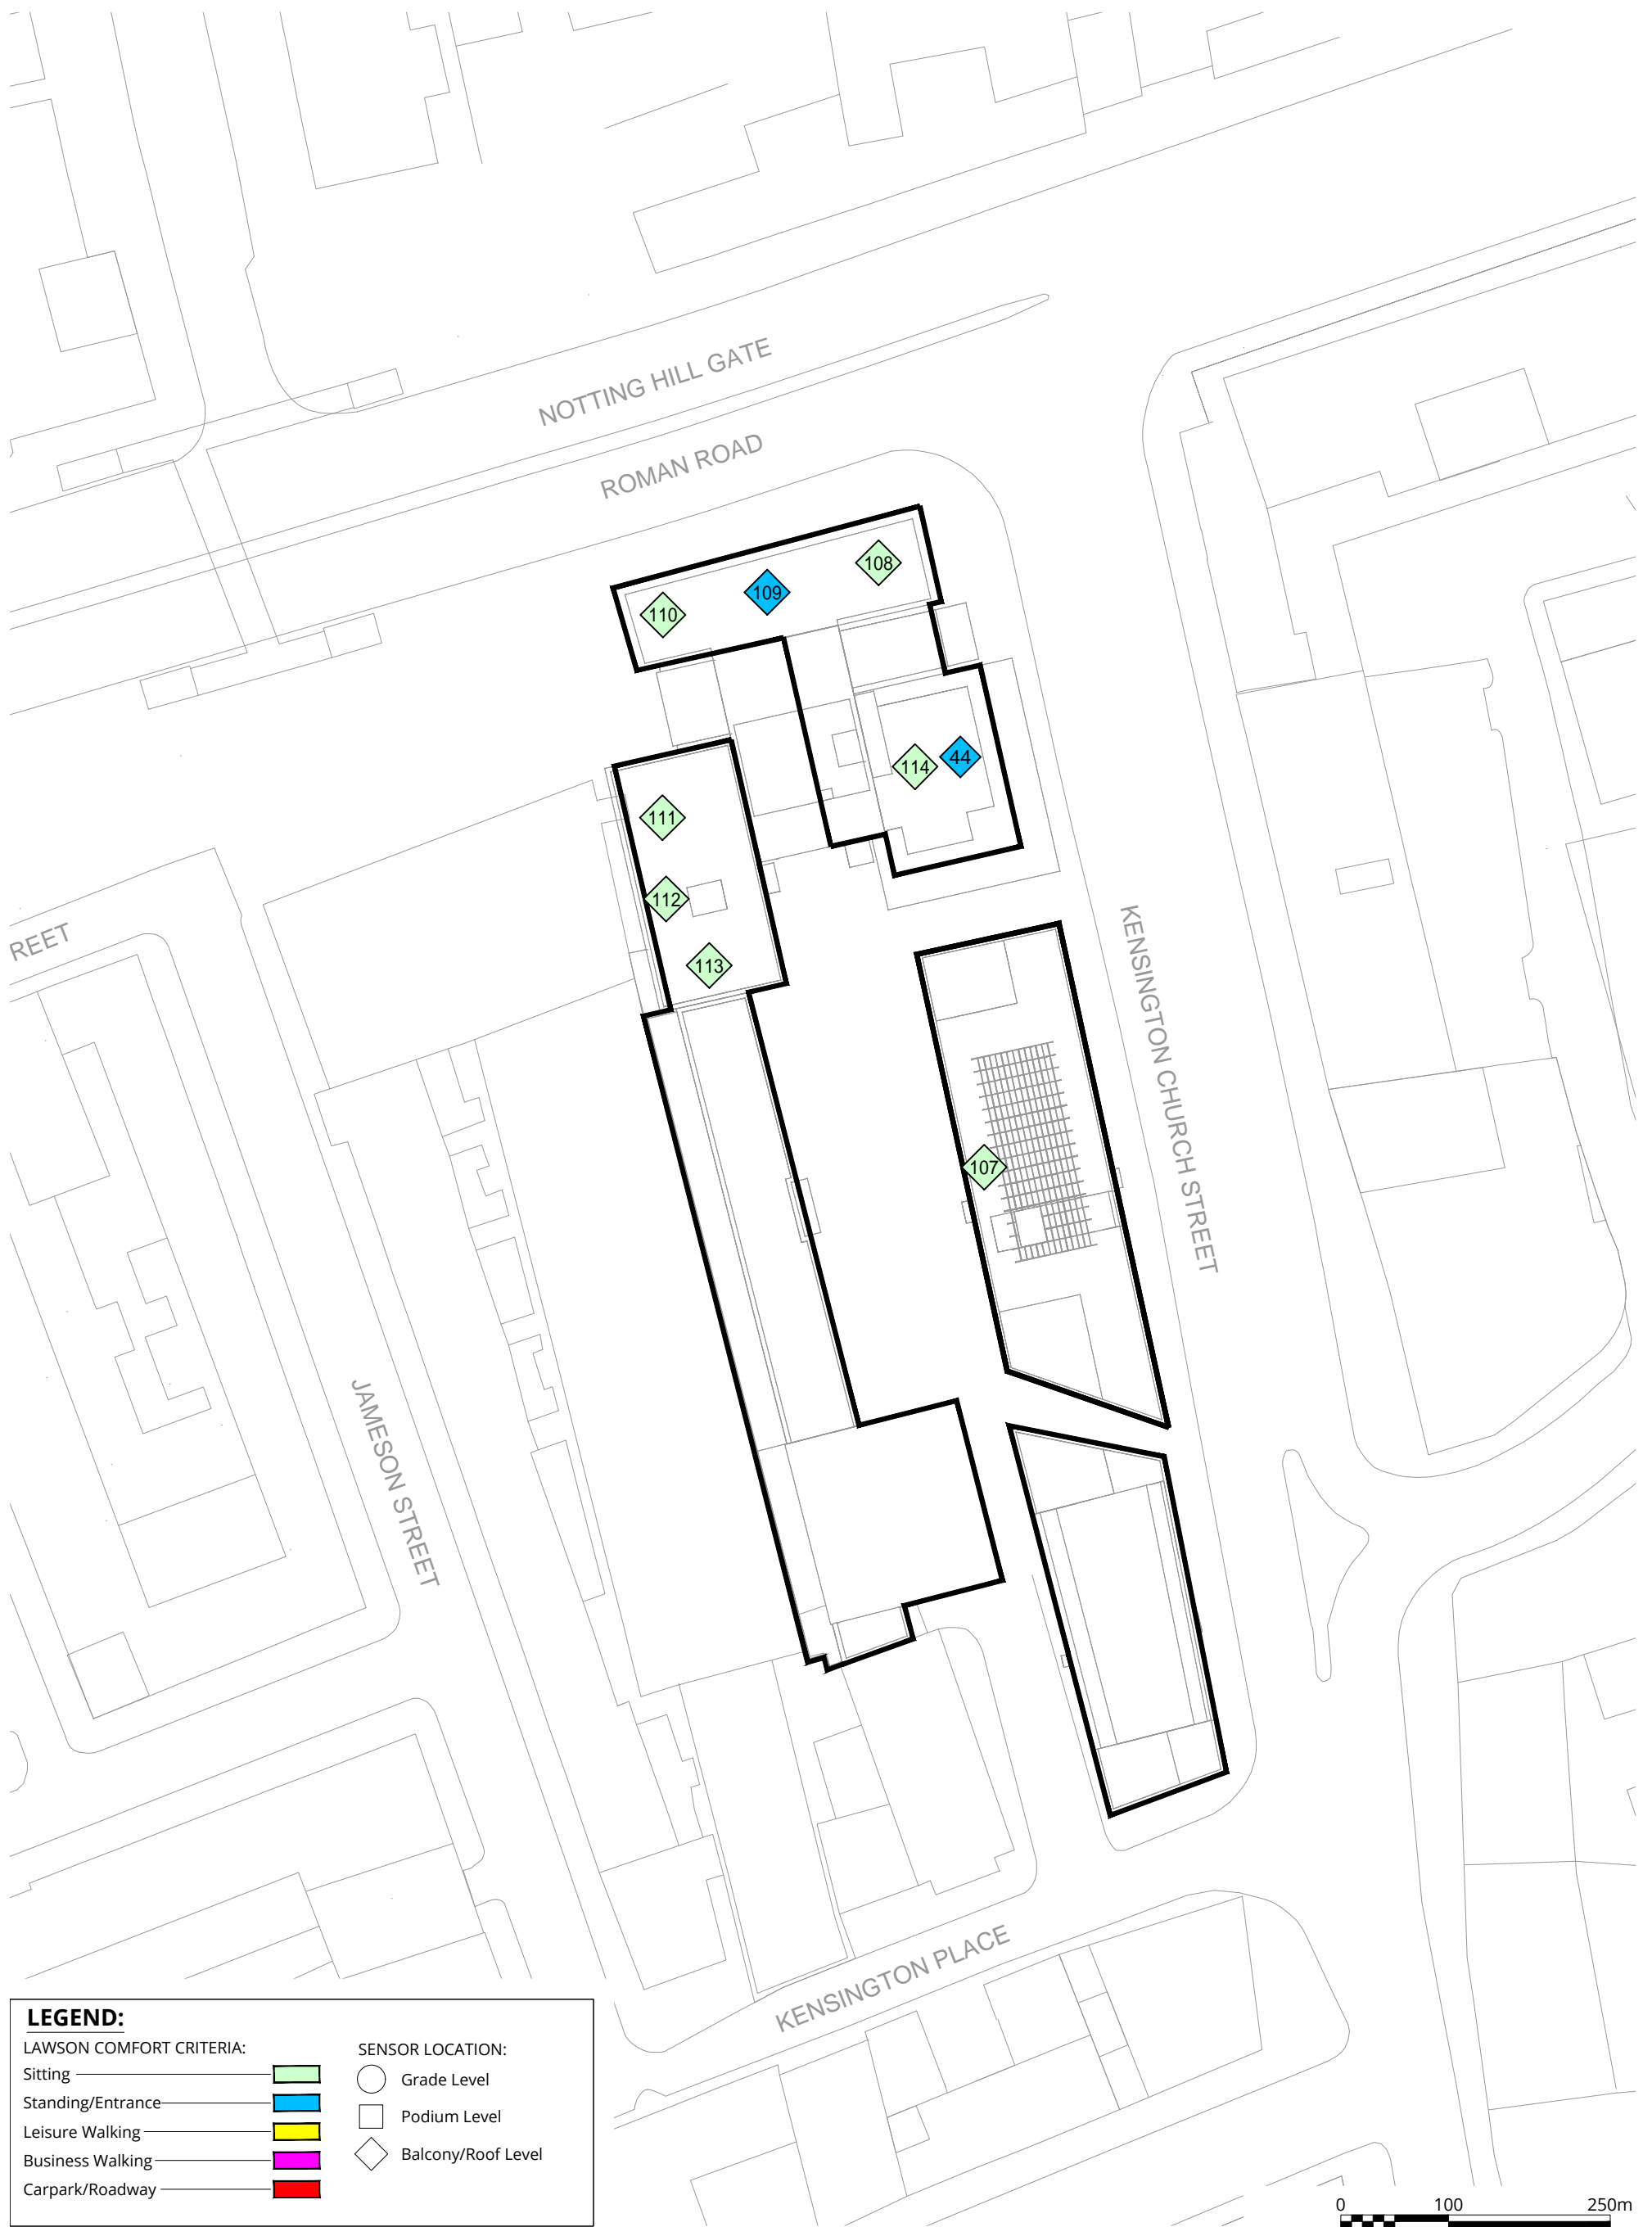 NOTTING HILL GATE
ROMAN ROAD
108
109
110
114
44
111
112
113
REET
KENSINGTON CHURCH STREET
107
JAMESON STREET
KENSINGTON PLACE
LEGEND:
LAWSON COMFORT CRITERIA:
Sitting
Standing/Entrance
Leisure Walking
Business Walking
Carpark/Roadway
SENSOR LOCATION:
Grade Level
Podium Level
Balcony/Roof Level
0 100 250m